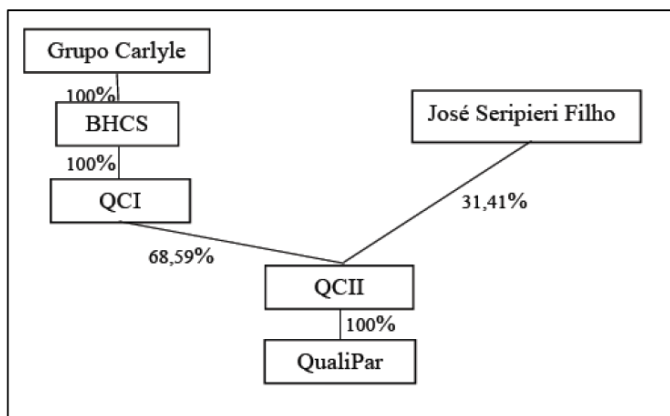 Grupo Carlyle
100%
BHCS
José Seripieri Filho
100%
QCI
31,41%
68,59%
QCII
100%
QualiPar